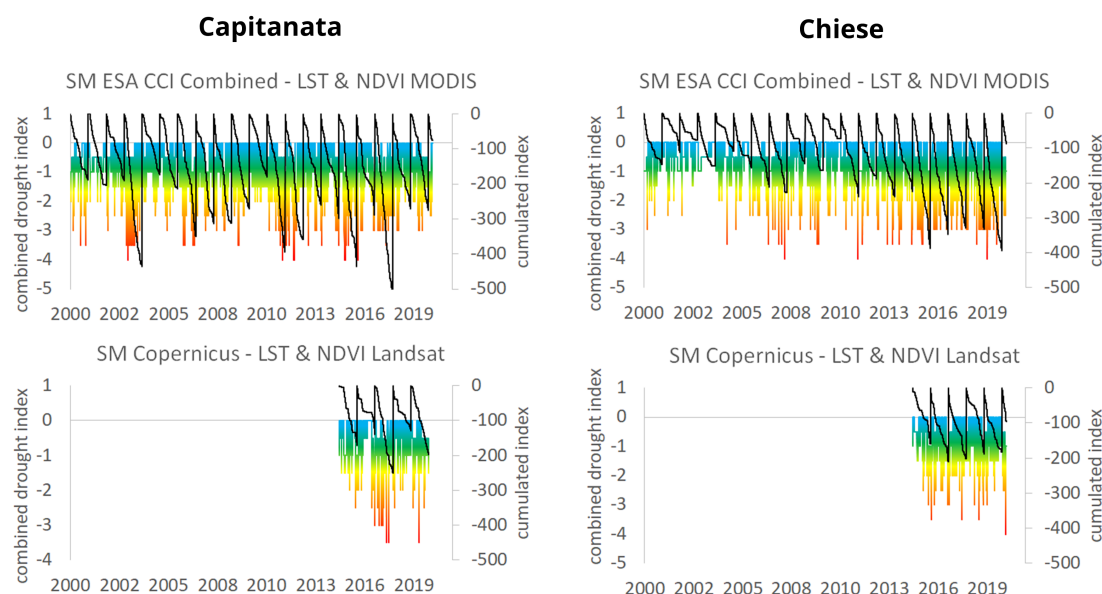 Capitanata
Chiese
SM ESA CCI Combined - LST & NDVI MODIS
combined drought index
1
0
-1
-2
-3
-4
-5
0
-100
-200
-300
-400
-500
cumulated index
2000 2002 2005 2008 2010 2013 2016 2019
SM ESA CCI Combined - LST & NDVI MODIS
combined drought index
1
0
-1
-2
-3
-4
-5
0
-100
-200
-300
-400
-500
cumulated index
2000 2002 2005 2008 2010 2013 2016 2019
SM Copernicus - LST & NDVI Landsat
combined drought index
1
0
-1
-2
-3
-4
0
-100
-200
-300
-400
-500
cumulated index
2000 2002 2005 2008 2010 2013 2016 2019
SM Copernicus - LST & NDVI Landsat
combined drought index
1
0
-1
-2
-3
-4
-5
0
-100
-200
-300
-400
-500
cumulated index
2000 2002 2005 2008 2010 2013 2016 2019